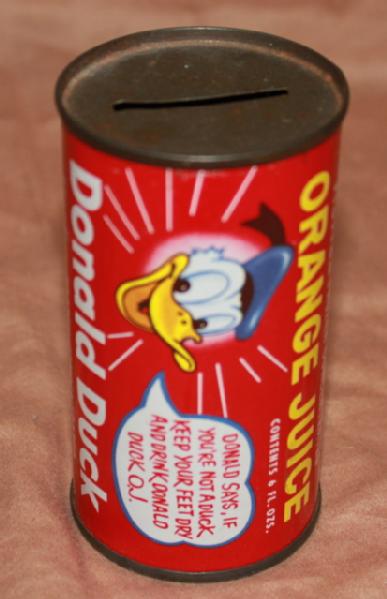 ORANGE JUICE
CONTENTS 6 FL. OZS.
DONALD SAYS, IF
YOU'RE NOT A DUCK
KEEP YOUR FEET DRY
AND DRINK DONALD
DUCK O.J.
Donald Duck